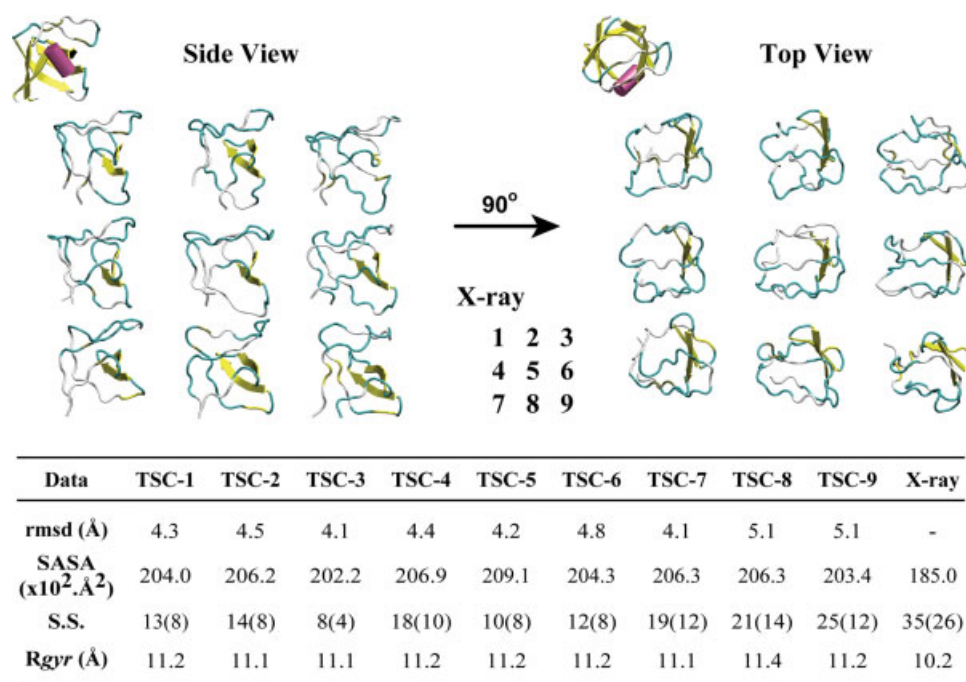 Side View
Top View
90°
X-ray
1 2 3
4 5 6
7 8 9
Data TSC-1 TSC-2 TSC-3 TSC-4 TSC-5 TSC-6 TSC-7 TSC-8 TSC-9 X-ray
rmsd (Å) 4.3 4.5 4.1 4.4 4.2 4.8 4.1 5.1 5.1 -
SASA
(x10².Å²) 204.0 206.2 202.2 206.9 209.1 204.3 206.3 206.3 203.4 185.0
S.S. 13(8) 14(8) 8(4) 18(10) 10(8) 12(8) 19(12) 21(14) 25(12) 35(26)
Rgyr (Å) 11.2 11.1 11.1 11.2 11.2 11.2 11.1 11.4 11.2 10.2